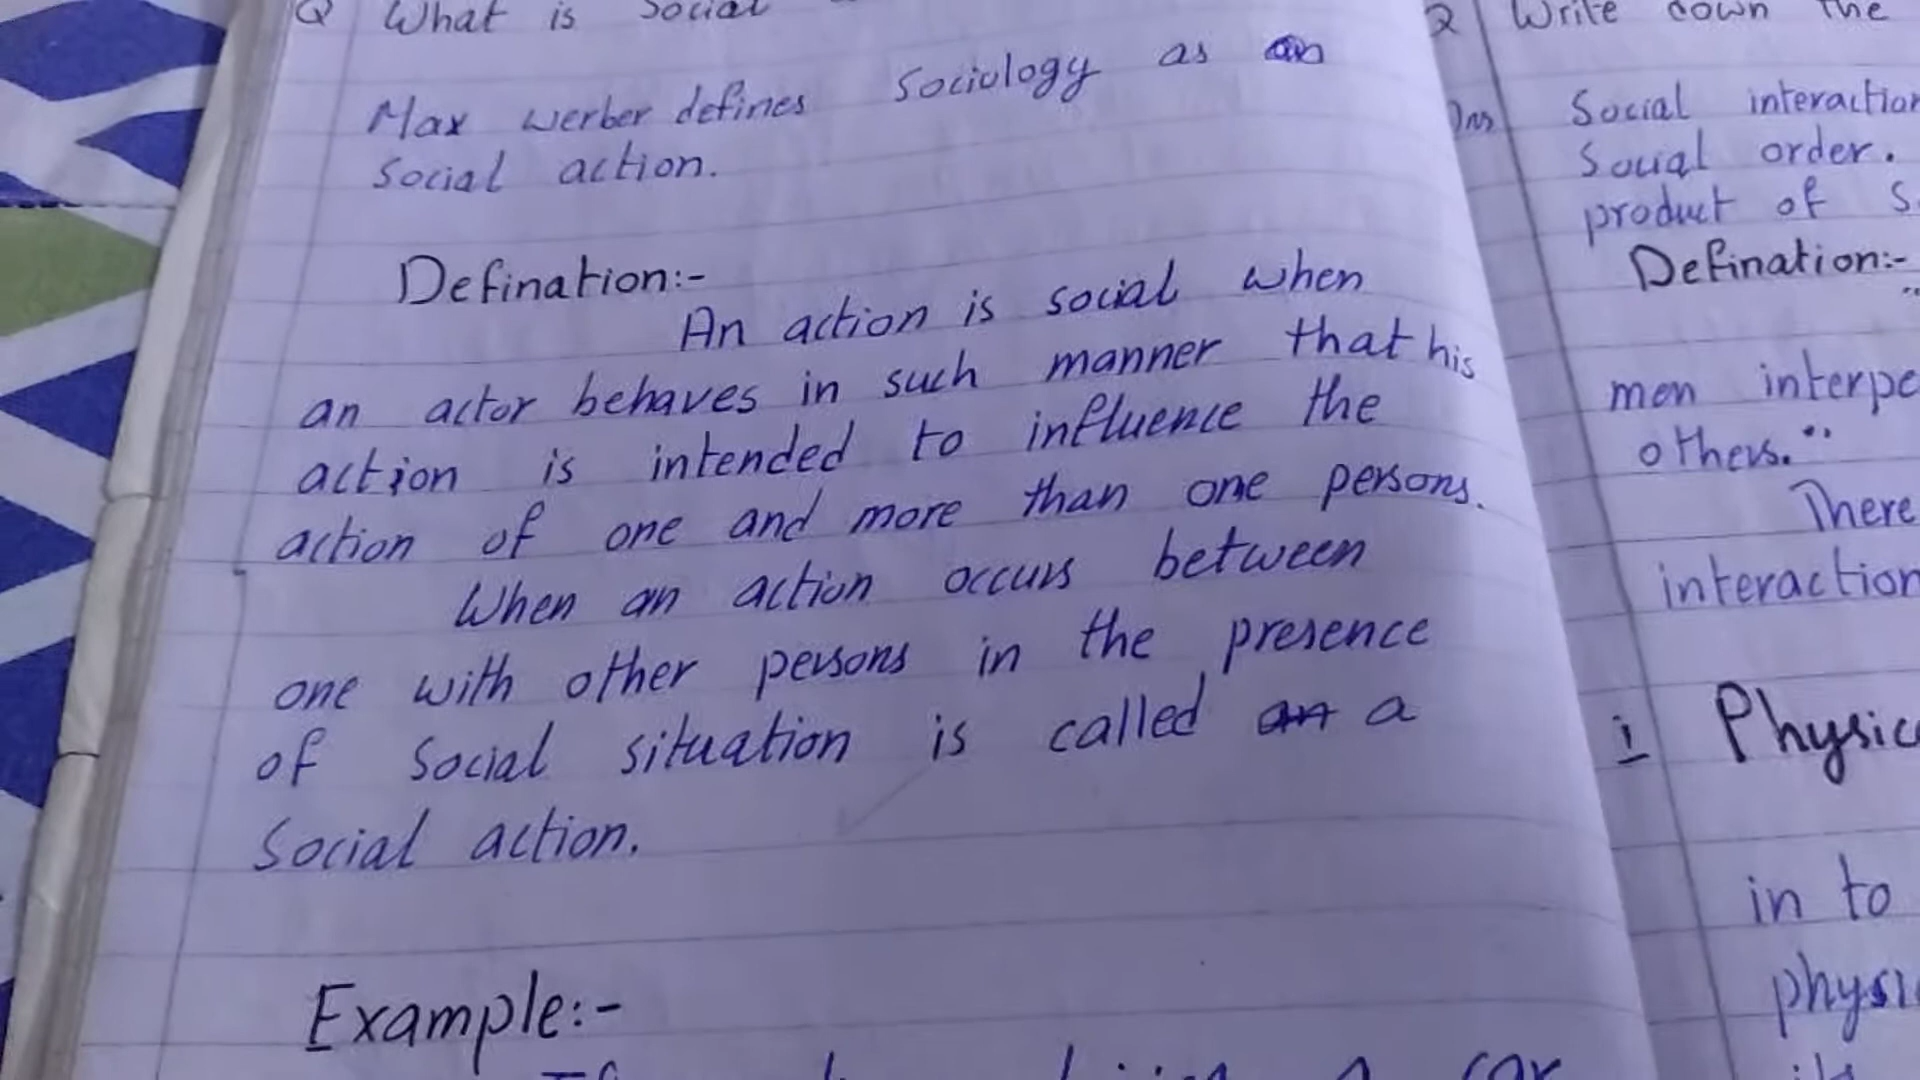 Q What is Social
Max werber defines Sociology as
Social action.
Defination:-
An action is social when
an actor behaves in such manner that his
action is intended to influence the
action of one and more than one persons.
When an action occurs between
one with other persons in the presence
of Social situation is called an a
Social action.
Example:-
a car
2 Write down the
Ans Social interaction
Social order.
product of S
Defination:-
men interpe
others."
There
interaction
i Physic
in to
physi